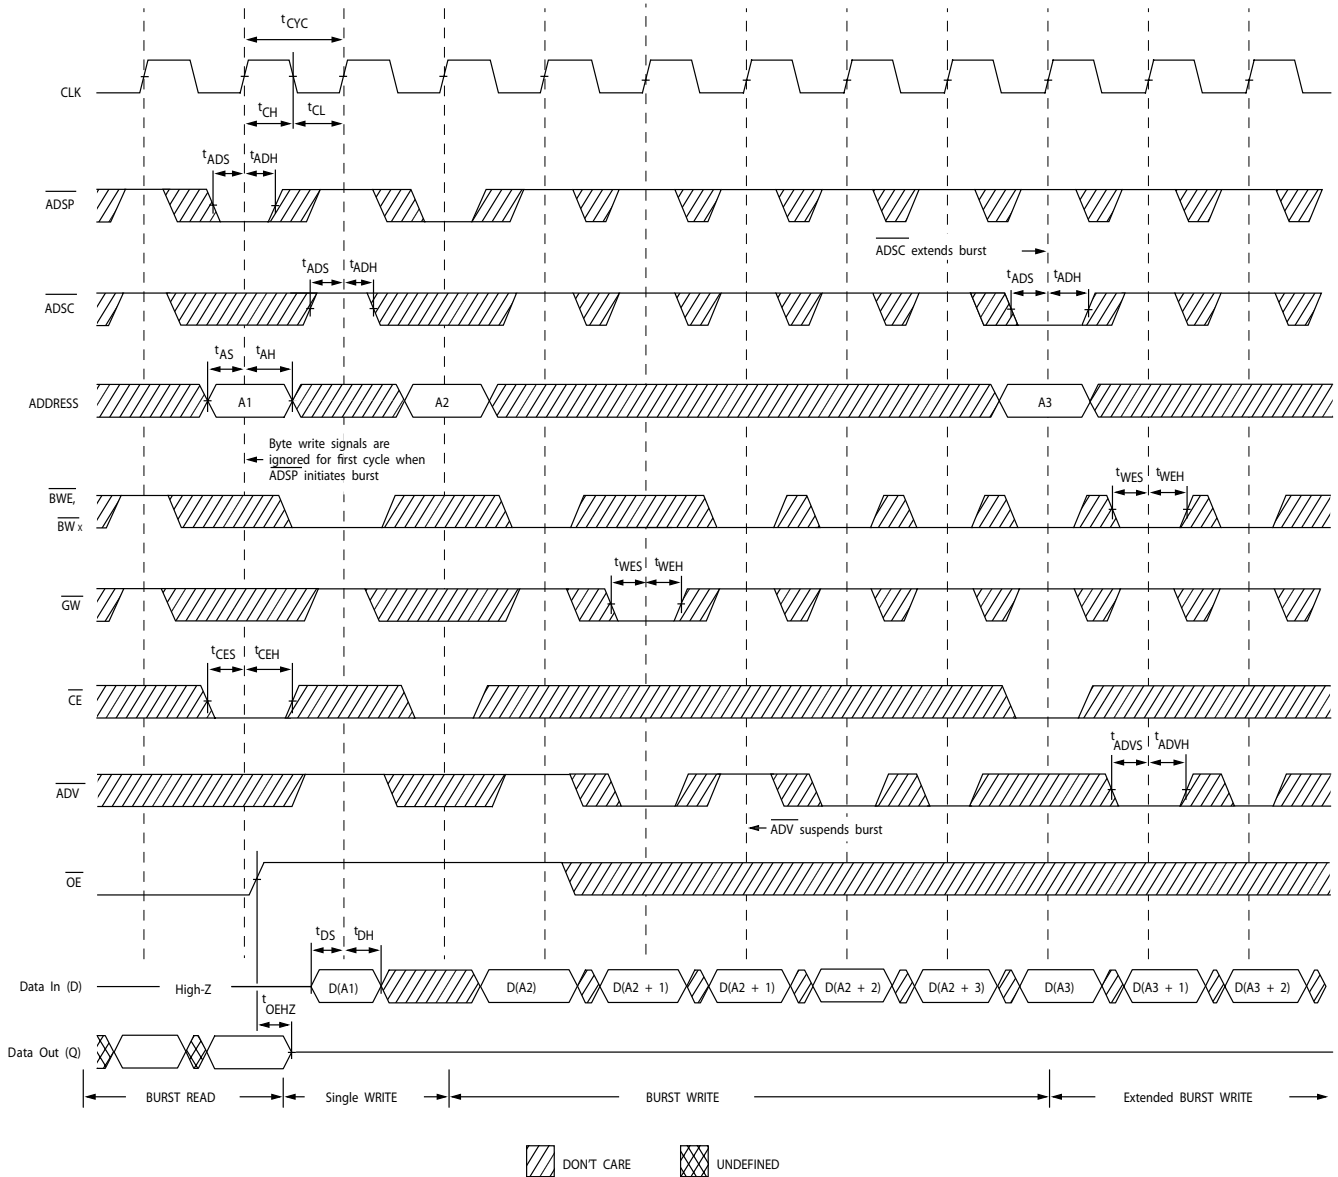 tCYC
CLK
tCH
tCL
tADS
tADH
ADSP
ADSC extends burst
tADS
tADH
tADS
tADH
ADSC
tAS
tAH
ADDRESS
A1
A2
A3
Byte write signals are
ignored for first cycle when
ADSP initiates burst
BWE,
BW x
tWES
tWEH
tWES
tWEH
GW
tCES
tCEH
CE
tADVS
tADVH
ADV
ADV suspends burst
OE
tDS
tDH
Data In (D)
High-Z
D(A1)
D(A2)
D(A2 + 1)
D(A2 + 1)
D(A2 + 2)
D(A2 + 3)
D(A3)
D(A3 + 1)
D(A3 + 2)
tOEHZ
Data Out (Q)
BURST READ
Single WRITE
BURST WRITE
Extended BURST WRITE
DON'T CARE
UNDEFINED